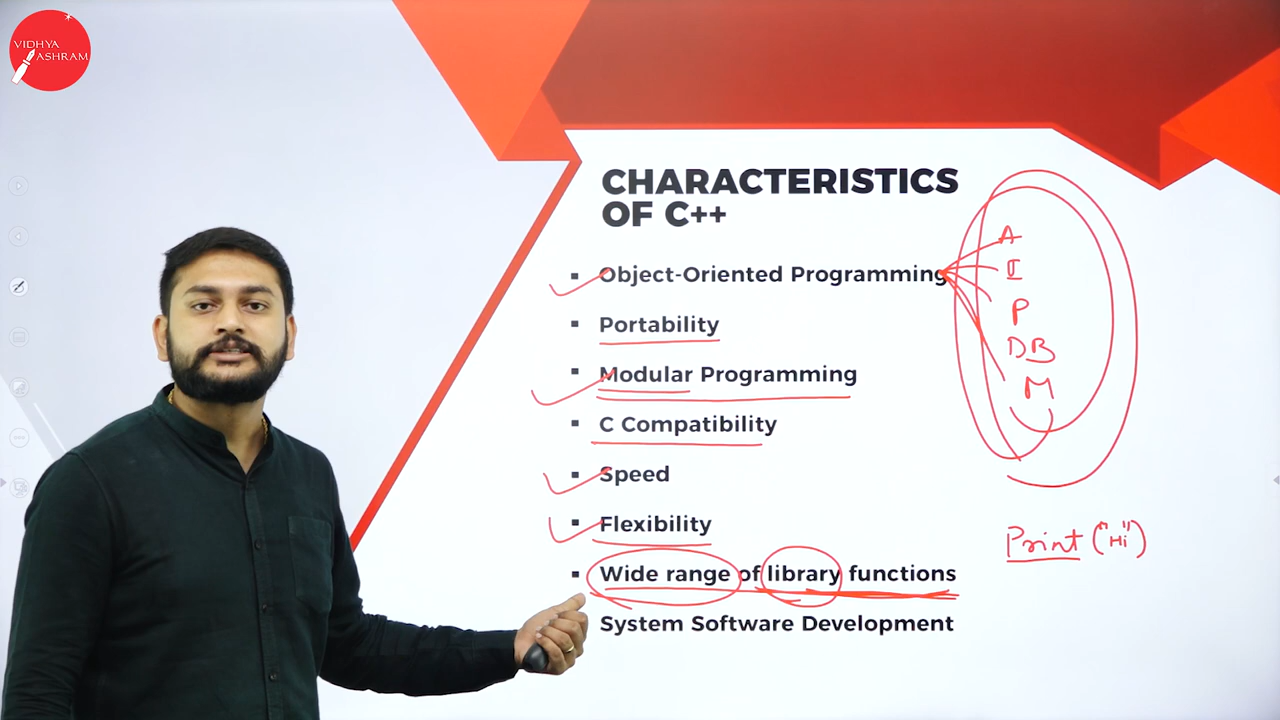 VIDHYA
ASHRAM
CHARACTERISTICS
OF C++
Object-Oriented Programming
Portability
Modular Programming
C Compatibility
Speed
Flexibility
Wide range of library functions
System Software Development
A
I
P
DB
M
Print ("Hi")